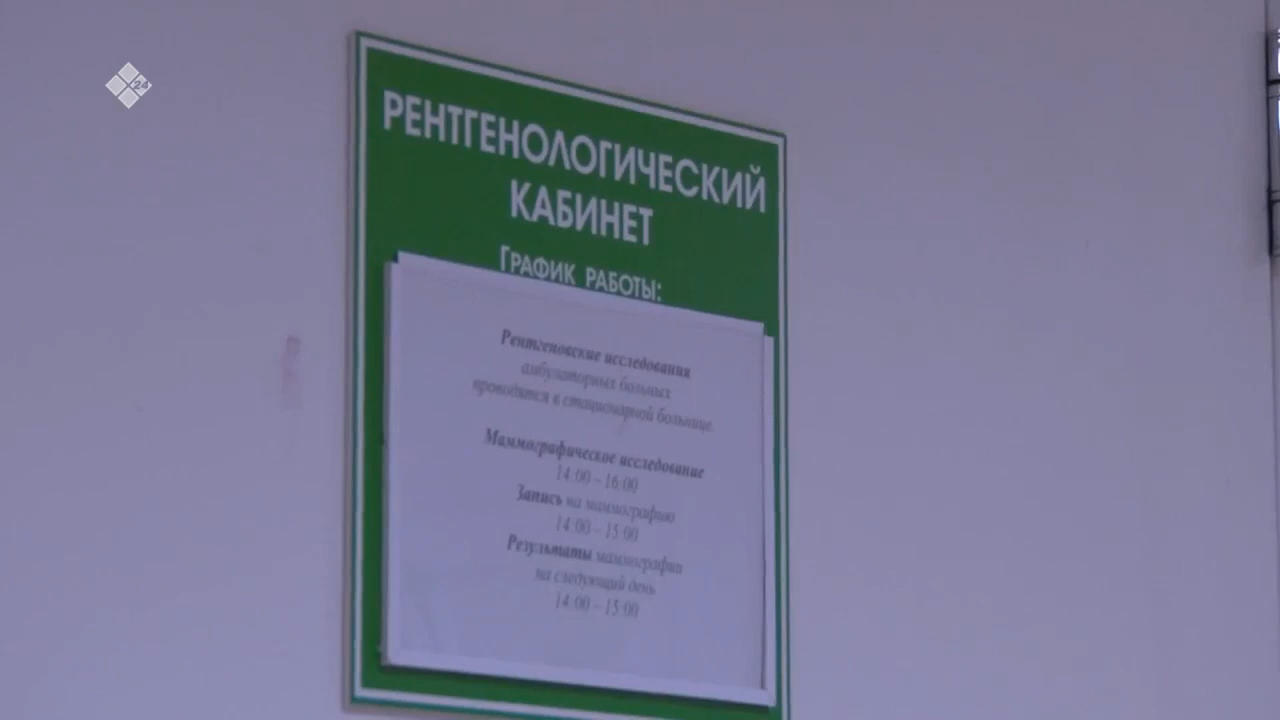 24
РЕНТГЕНОЛОГИЧЕСКИЙ
КАБИНЕТ
ГРАФИК РАБОТЫ:
Рентгеновские исследования
амбулаторных больных
проводятся в стационарной больнице.
Маммографическое исследование
14:00 - 16:00
Запись на маммографию
14:00 - 15:00
Результаты маммографии
на следующий день
14:00 - 15:00